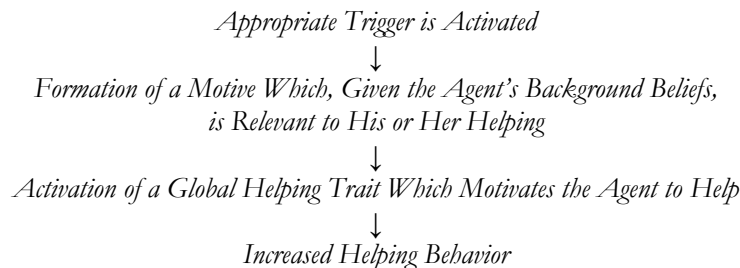 Appropriate Trigger is Activated
↓
Formation of a Motive Which, Given the Agent's Background Beliefs,
is Relevant to His or Her Helping
↓
Activation of a Global Helping Trait Which Motivates the Agent to Help
↓
Increased Helping Behavior